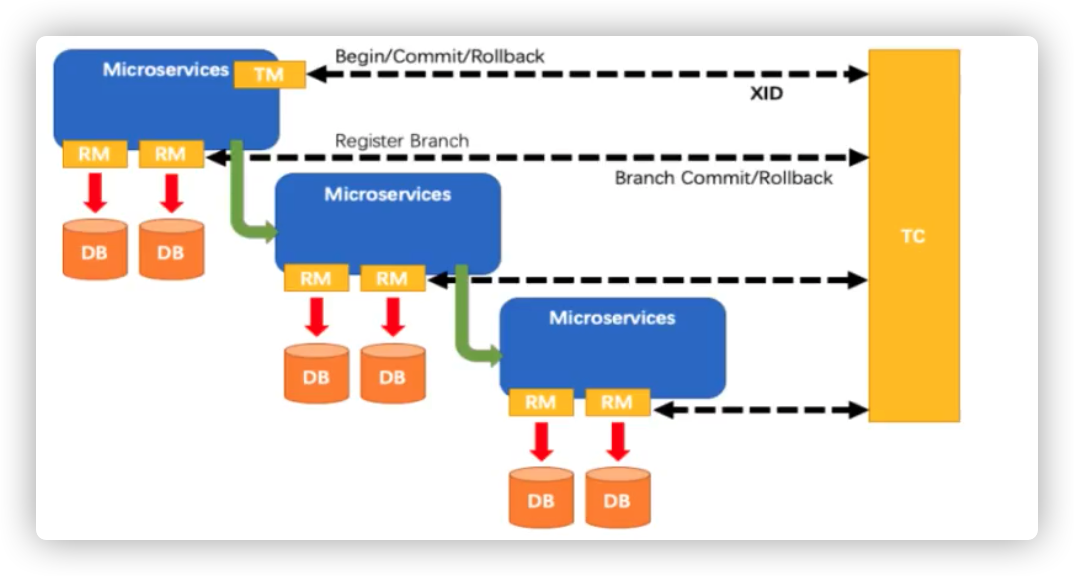 Begin/Commit/Rollback
Microservices
TM
XID
Register Branch
RM
RM
Branch Commit/Rollback
Microservices
TC
DB
DB
RM
RM
Microservices
DB
DB
RM
RM
DB
DB